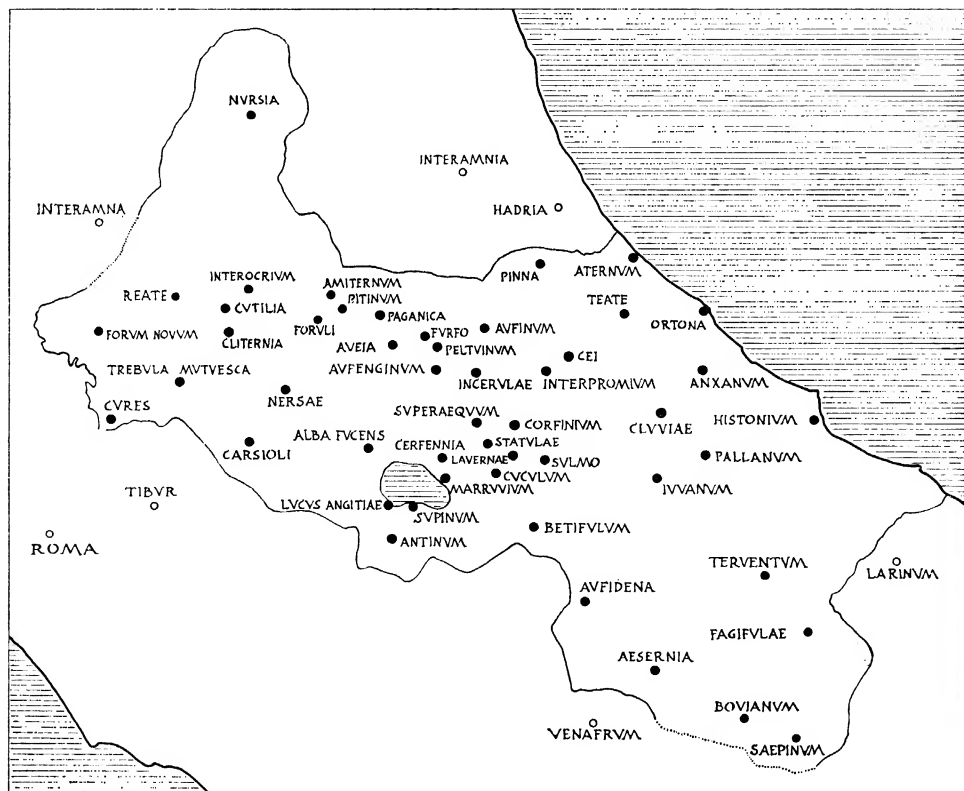 NVRSIA
INTERAMNIA
INTERAMNA
HADRIA
PINNA
ATERNVM
INTEROCRIVM
AMITERNVM
REATE
CVTILIA
PITINVM
PAGANICA
TEATE
ORTONA
FORVM NOVVM
CLITERNIA
FORVLI
FVRFO
AVFINVM
AVEIA
PELTVINVM
CEI
TREBVLA MVTVESCA
AVFENGINVM
INCERVLAE
INTERPROMIVM
ANXANVM
NERSAE
CVRES
SVPERAEQVVM
CORFINIVM
CLVVIAE
HISTONIVM
CARSIOLI
ALBA FVCENS
CERFENNIA
STATVLAE
LAVERNAE
SVLMO
PALLANVM
CVCVLVM
MARRVVIVM
IVVANVM
TIBVR
LVCVS ANGITIAE
SVPINVM
ROMA
ANTINVM
BETIFVLVM
TERVENTVM
LARINVM
AVFIDENA
FAGIFVLAE
AESERNIA
BOVIANVM
VENAFRVM
SAEPINVM